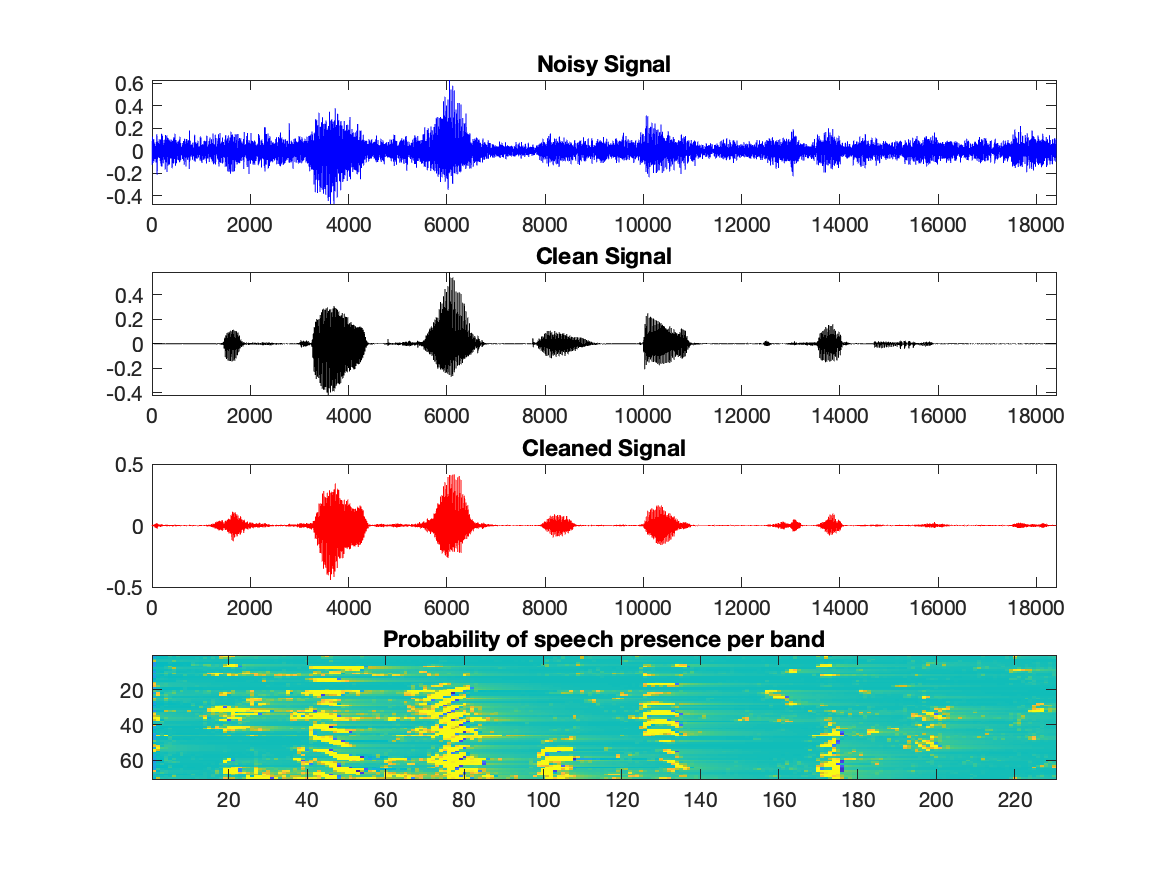 Noisy Signal
0.6
0.4
0.2
0
-0.2
-0.4
0 2000 4000 6000 8000 10000 12000 14000 16000 18000
Clean Signal
0.4
0.2
0
-0.2
-0.4
0 2000 4000 6000 8000 10000 12000 14000 16000 18000
Cleaned Signal
0.5
0
-0.5
0 2000 4000 6000 8000 10000 12000 14000 16000 18000
Probability of speech presence per band
20
40
60
20 40 60 80 100 120 140 160 180 200 220